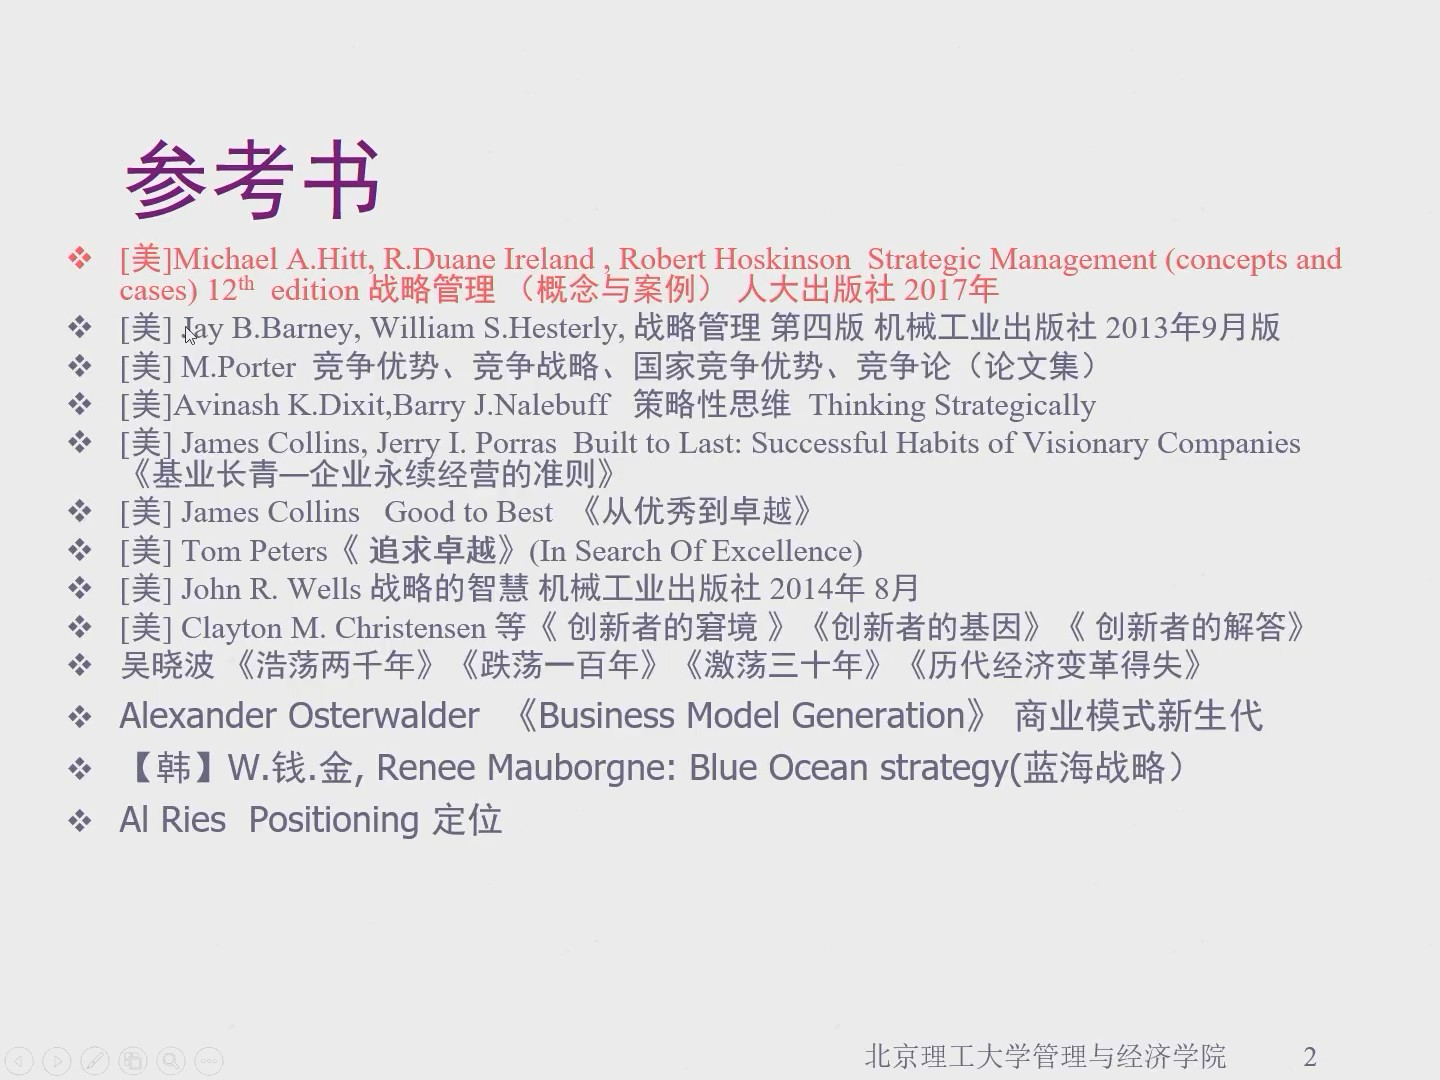 参考书
[美]Michael A.Hitt, R.Duane Ireland , Robert Hoskinson  Strategic Management (concepts and
cases) 12th  edition 战略管理 （概念与案例） 人大出版社 2017年
[美] Jay B.Barney, William S.Hesterly, 战略管理 第四版 机械工业出版社 2013年9月版
[美] M.Porter  竞争优势、竞争战略、国家竞争优势、竞争论（论文集）
[美]Avinash K.Dixit,Barry J.Nalebuff   策略性思维  Thinking Strategically
[美] James Collins, Jerry I. Porras  Built to Last: Successful Habits of Visionary Companies
《基业长青—企业永续经营的准则》
[美] James Collins   Good to Best  《从优秀到卓越》
[美] Tom Peters《 追求卓越》(In Search Of Excellence)
[美] John R. Wells 战略的智慧 机械工业出版社 2014年 8月
[美] Clayton M. Christensen 等《 创新者的窘境 》《创新者的基因》《 创新者的解答》
吴晓波 《浩荡两千年》《跌荡一百年》《激荡三十年》《历代经济变革得失》
Alexander Osterwalder  《Business Model Generation》 商业模式新生代
【韩】W.钱.金, Renee Mauborgne: Blue Ocean strategy(蓝海战略）
Al Ries  Positioning 定位
北京理工大学管理与经济学院 2